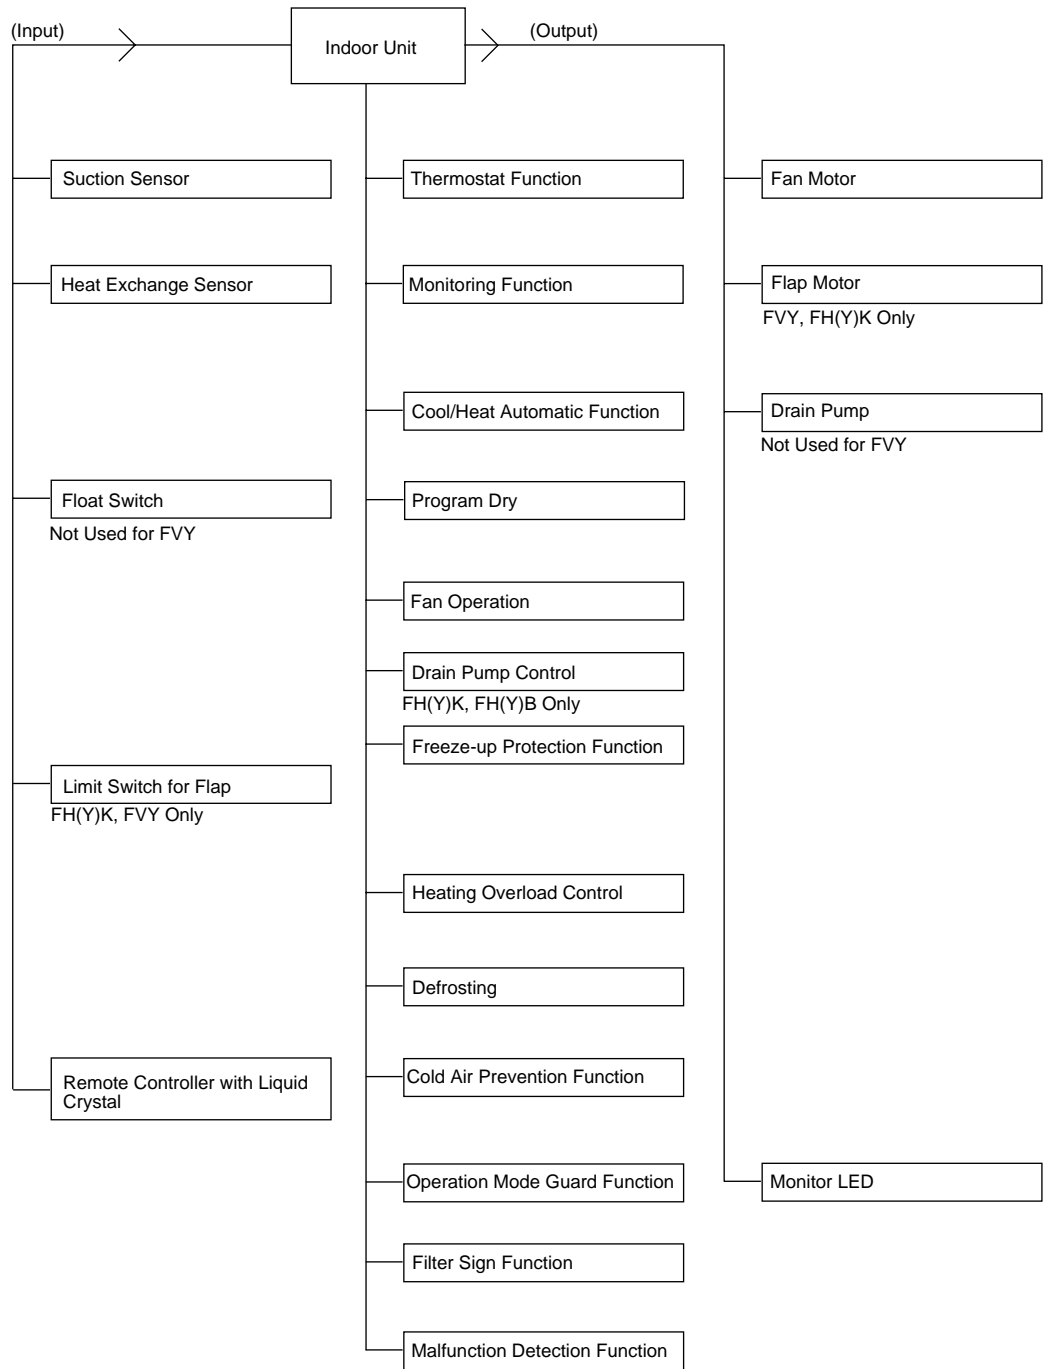 (Input)
Indoor Unit
(Output)
Suction Sensor
Heat Exchange Sensor
Float Switch
Not Used for FVY
Limit Switch for Flap
FH(Y)K, FVY Only
Remote Controller with Liquid
Crystal
Thermostat Function
Monitoring Function
Cool/Heat Automatic Function
Program Dry
Fan Operation
Drain Pump Control
FH(Y)K, FH(Y)B Only
Freeze-up Protection Function
Heating Overload Control
Defrosting
Cold Air Prevention Function
Operation Mode Guard Function
Filter Sign Function
Malfunction Detection Function
Fan Motor
Flap Motor
FVY, FH(Y)K Only
Drain Pump
Not Used for FVY
Monitor LED